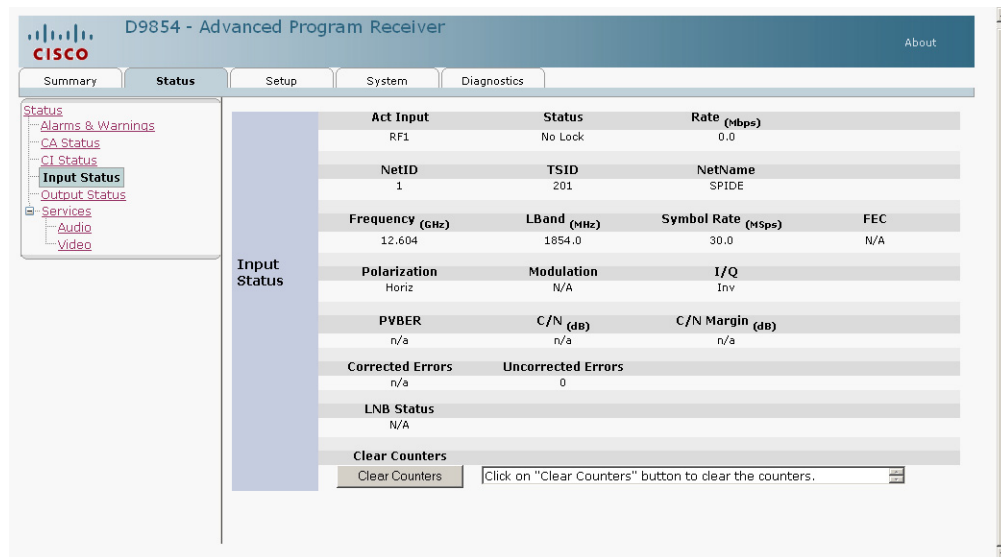 CISCO
D9854 - Advanced Program Receiver
About
Summary Status Setup System Diagnostics
Status
Alarms & Warnings
CA Status
CI Status
Input Status
Output Status
Services
Audio
Video
Input
Status
Act Input Status Rate (Mbps)
RF1 No Lock 0.0
NetID TSID NetName
1 201 SPIDE
Frequency (GHz) LBand (MHz) Symbol Rate (MSps) FEC
12.604 1854.0 30.0 N/A
Polarization Modulation I/Q
Horiz N/A Inv
PVBER C/N (dB) C/N Margin (dB)
n/a n/a n/a
Corrected Errors Uncorrected Errors
n/a 0
LNB Status
N/A
Clear Counters
Clear Counters Click on "Clear Counters" button to clear the counters.